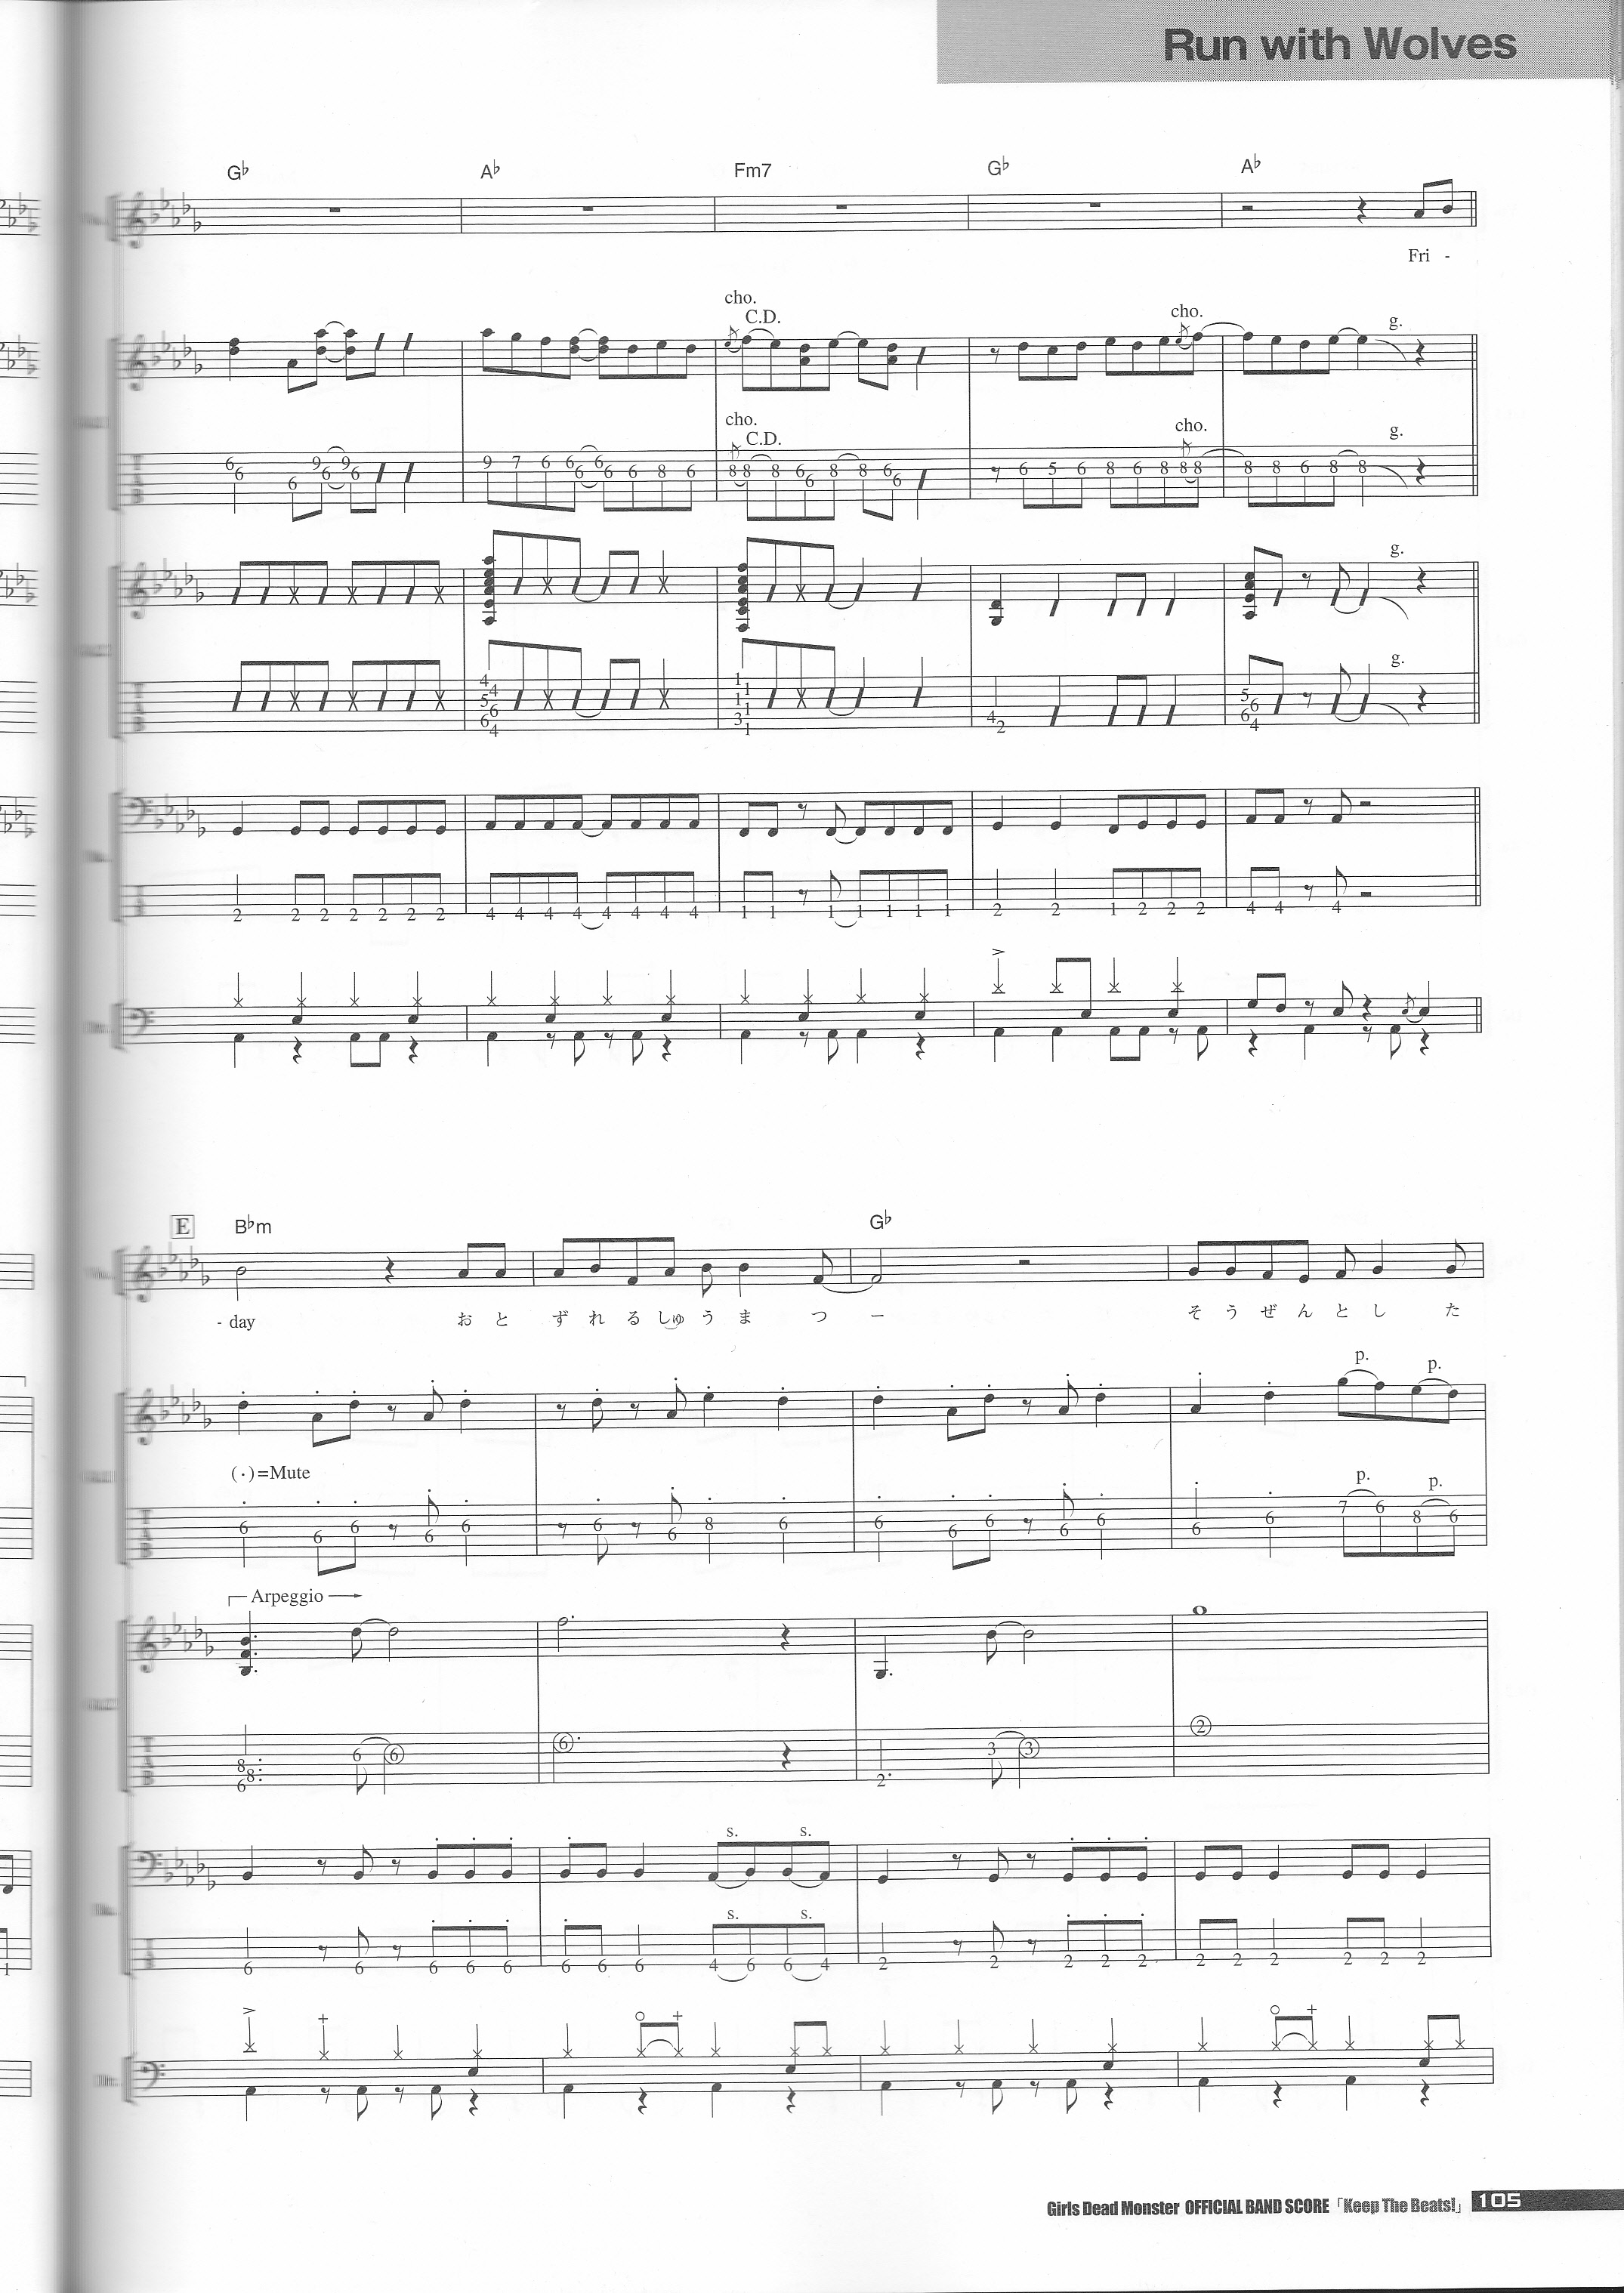 Run with Wolves
G♭ A♭ Fm7 G♭ A♭
Fri -
cho. cho. g.
C.D.
cho. cho. g.
C.D.
T 6 6 6 9 6 9 6 9 7 6 6 6 6 6 6 6 8 6 8 8 8 6 6 8 8 6 6 6 5 6 8 6 8 8 8 8 8 6 8 8
A
B
g.
g.
4 4 5 6 6 4 1 1 1 1 3 1 4 2 5 6 6 4
2 2 2 2 2 2 2 4 4 4 4 4 4 4 4 1 1 1 1 1 1 1 2 2 1 2 2 2 4 4 4
E B♭m G♭
- day お と ず れ る しゅ う ま つ ー そ う ぜ ん と し た
p. p.
(・)=Mute
p. p.
T 6 6 6 6 6 6 6 8 6 6 6 6 6 6 6 6 7 6 8 6
A
B
Arpeggio
T 8 8 6 6 6 6 2 3 3 2
A
B
s. s.
s. s.
6 6 6 6 6 6 6 6 4 6 6 4 2 2 2 2 2 2 2 2 2 2 2
Girls Dead Monster OFFICIAL BAND SCORE「Keep The Beats!」 105